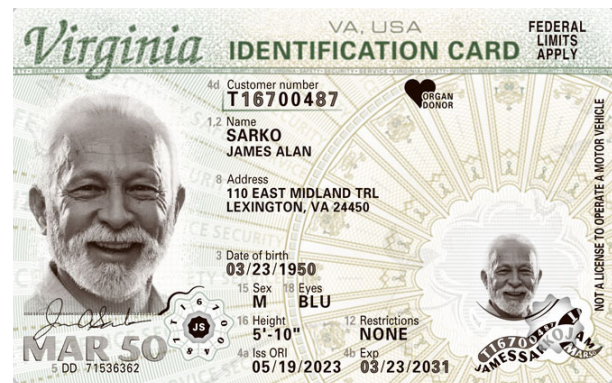 Virginia
VA, USA
IDENTIFICATION CARD
FEDERAL
LIMITS
APPLY
4d Customer number
T16700487
ORGAN
DONOR
1,2 Name
SARKO
JAMES ALAN
8 Address
110 EAST MIDLAND TRL
LEXINGTON, VA 24450
3 Date of birth
03/23/1950
15 Sex 18 Eyes
M BLU
16 Height 12 Restrictions
5'-10" NONE
4a Iss ORI 4b Exp
05/19/2023 03/23/2031
MAR 50
5 DD 71536362
JS
NOT A LICENSE TO OPERATE A MOTOR VEHICLE
T16700487